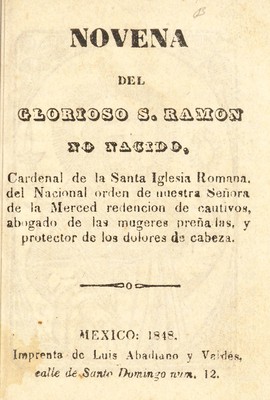 NOVENA
DEL
GLORIOSO S. RAMON
NO NACIDO,
Cardenal de la Santa Iglesia Romana,
del Nacional orden de nuestra Señora
de la Merced redencion de cautivos,
abogado de las mugeres preñadas, y
protector de los dolores de cabeza.
MEXICO: 1848.
Imprenta de Luis Abadiano y Valdés,
calle de Santo Domingo num. 12.